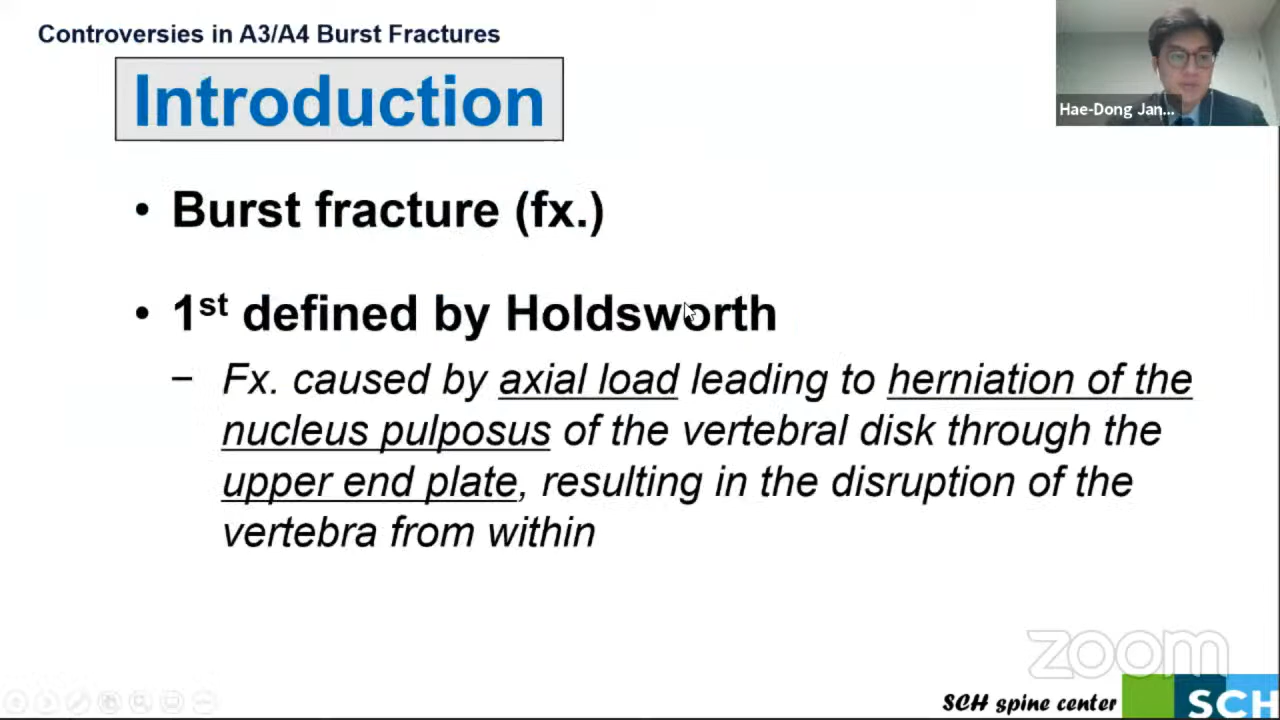 Controversies in A3/A4 Burst Fractures
Introduction
Hae-Dong Jan...
• Burst fracture (fx.)
• 1st defined by Holdsworth
− Fx. caused by axial load leading to herniation of the
nucleus pulposus of the vertebral disk through the
upper end plate, resulting in the disruption of the
vertebra from within
zoom
SCH spine center
SCH